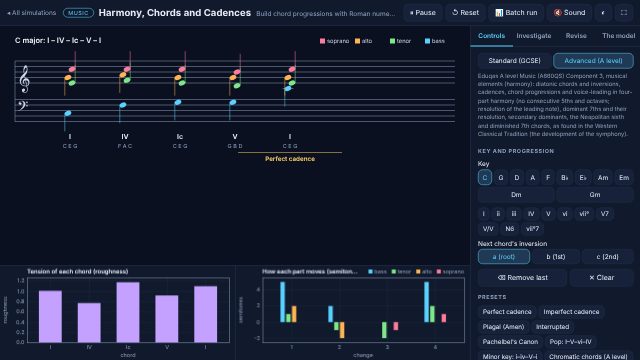 ◂ All simulations
MUSIC
Harmony, Chords and Cadences
Build chord progressions with Roman nume...
⏸ Pause
↺ Reset
Batch run
Sound
Controls
Investigate
Revise
The model
C major: I – IV – Ic – V – I
soprano
alto
tenor
bass
I
IV
Ic
V
I
C E G
F A C
C E G
G B D
C E G
Perfect cadence
Tension of each chord (roughness)
roughness
1.2
1.0
0.8
0.6
0.4
0.2
0.0
I
IV
Ic
V
I
chord
How each part moves (semiton...
bass
tenor
alto
soprano
semitones
4
2
0
-2
1
2
3
4
change
Standard (GCSE)
Advanced (A level)
Eduqas A level Music (A660QS) Component 3, musical
elements (harmony): diatonic chords and inversions,
cadences, chord progressions and voice-leading in four-
part harmony (no consecutive 5ths and octaves;
resolution of the leading note), dominant 7ths and their
resolution, secondary dominants, the Neapolitan sixth
and diminished 7th chords, as found in the Western
Classical Tradition (the development of the symphony).
KEY AND PROGRESSION
Key
C
G
D
A
F
B♭
E♭
Am
Em
Dm
Gm
I
ii
iii
IV
V
vi
vii°
V7
V/V
N6
vii°7
Next chord's inversion
a (root)
b (1st)
c (2nd)
⌫ Remove last
✕ Clear
PRESETS
Perfect cadence
Imperfect cadence
Plagal (Amen)
Interrupted
Pachelbel's Canon
Pop: I–V–vi–IV
Minor key: i–iv–V–i
Chromatic chords (A level)